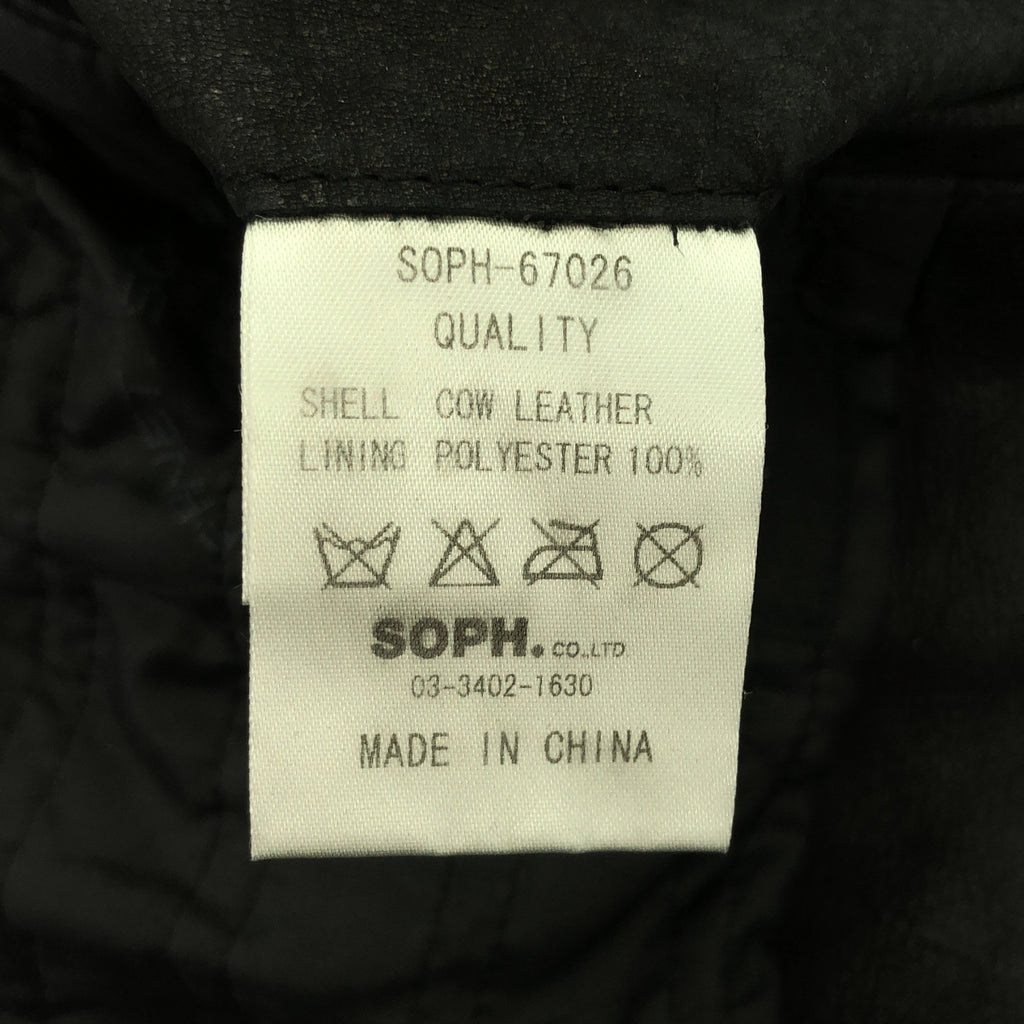 SOPH-67026
QUALITY
SHELL COW LEATHER
LINING POLYESTER 100%
SOPH. CO.,LTD
03-3402-1630
MADE IN CHINA